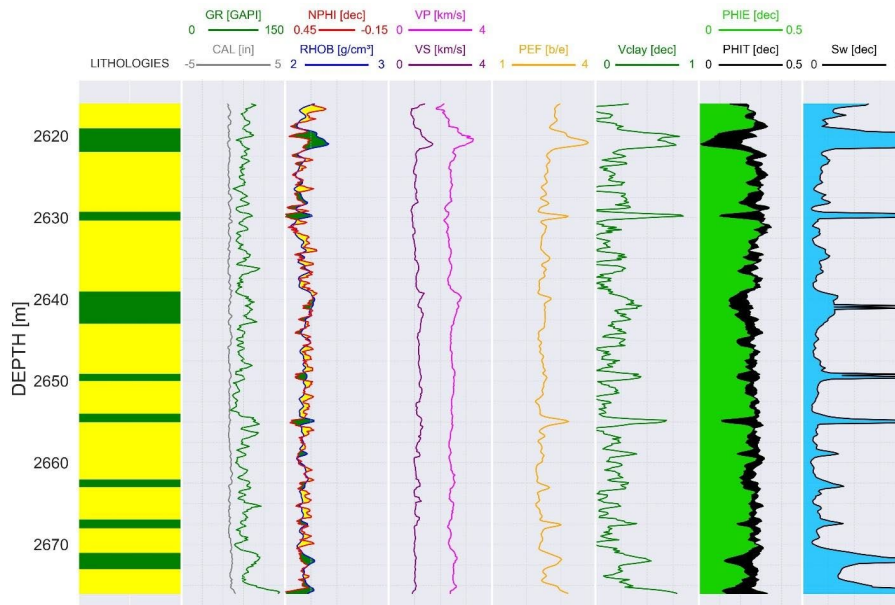 GR [GAPI] NPHI [dec] VP [km/s] PHIE [dec]
0 150 0.45 -0.15 0 4 0 0.5
CAL [in] RHOB [g/cm³] VS [km/s] PEF [b/e] Vclay [dec] PHIT [dec] Sw [dec]
LITHOLOGIES -5 5 2 3 0 4 1 4 0 1 0 0.5 0
2620
2630
2640
2650
2660
2670
DEPTH [m]